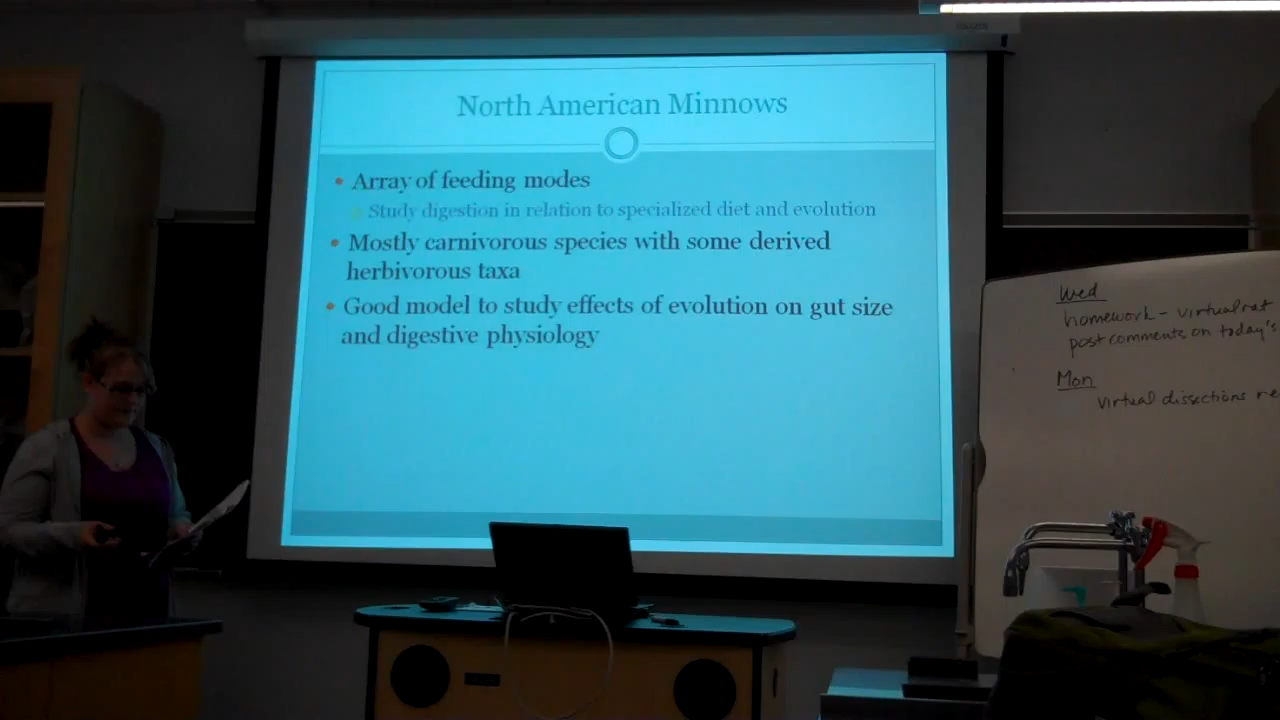 North American Minnows
Array of feeding modes
Study digestion in relation to specialized diet and evolution
Mostly carnivorous species with some derived
herbivorous taxa
Good model to study effects of evolution on gut size
and digestive physiology
Wed
homework - virtual rat
post comments on today's
Mon
virtual dissections